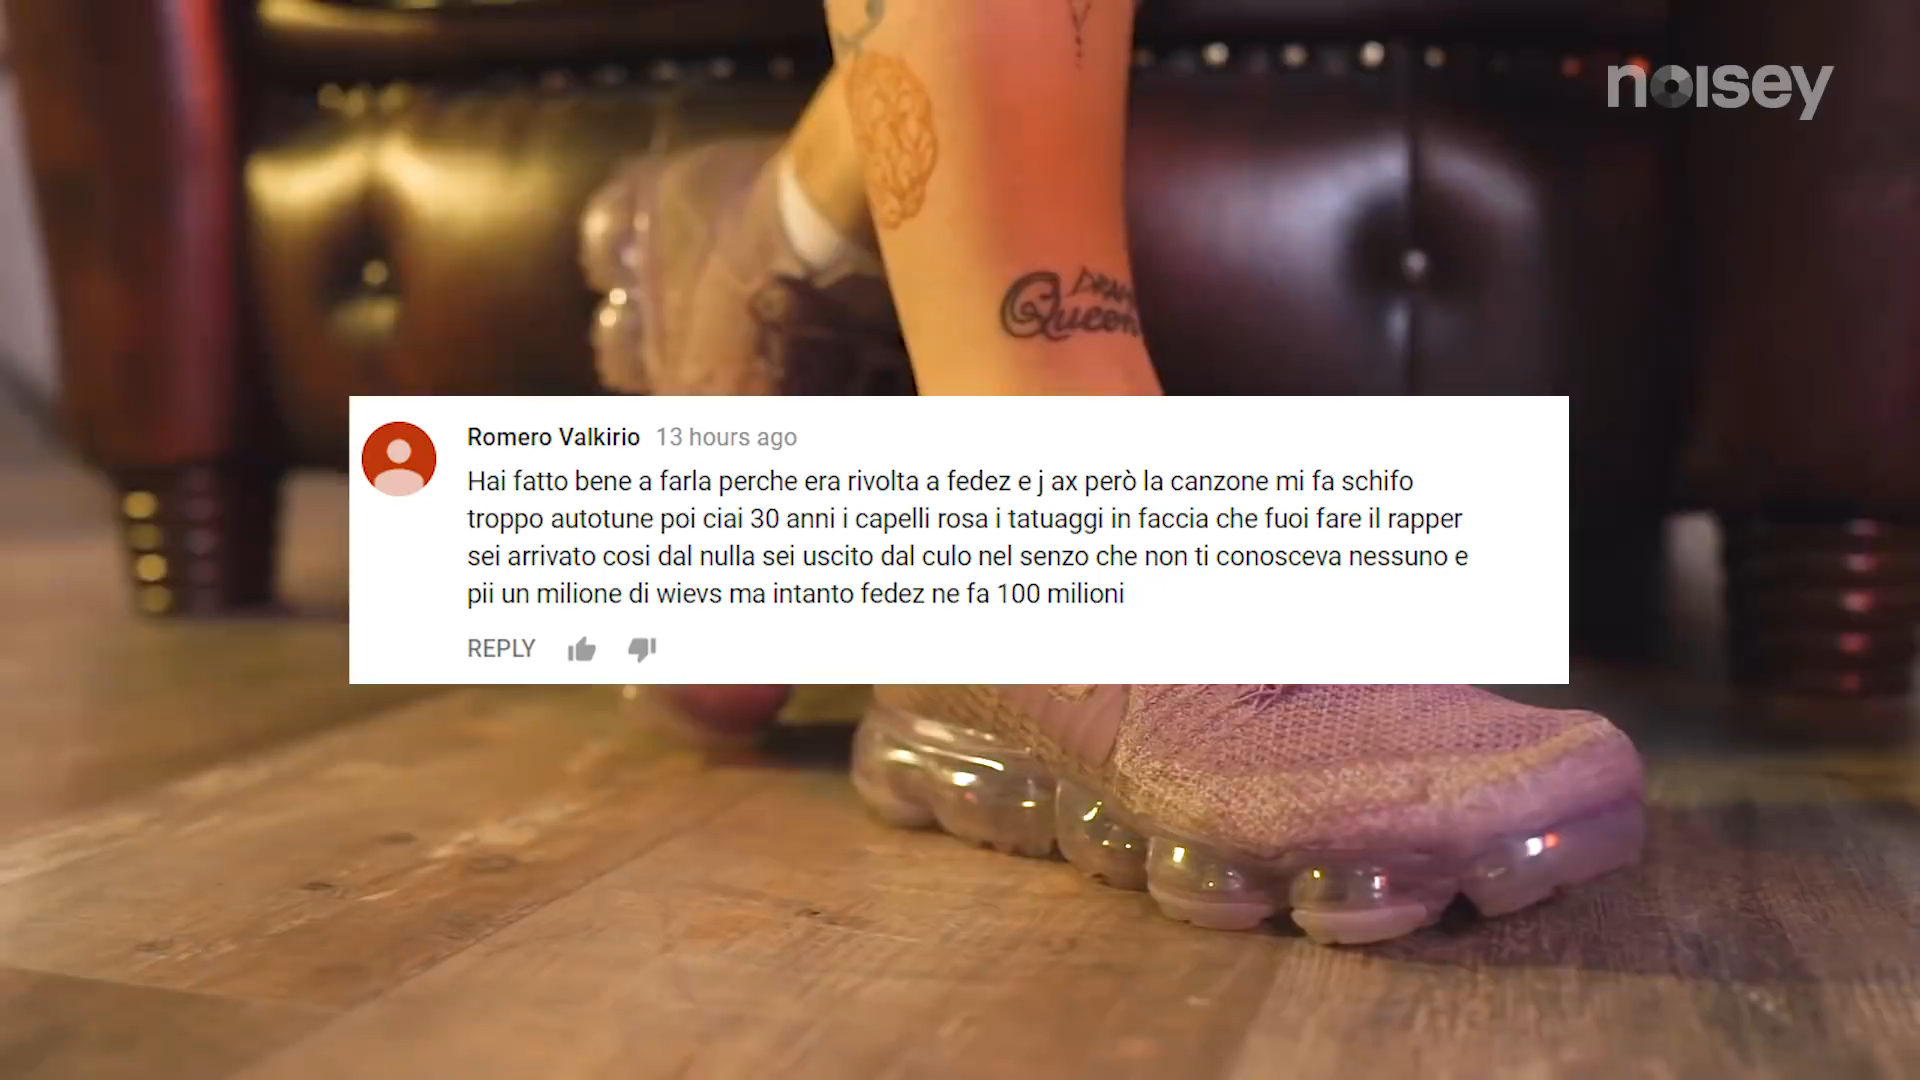 noisey
DRAM
Queen
Romero Valkirio 13 hours ago
Hai fatto bene a farla perche era rivolta a fedez e j ax però la canzone mi fa schifo
troppo autotune poi ciai 30 anni i capelli rosa i tatuaggi in faccia che fuoi fare il rapper
sei arrivato cosi dal nulla sei uscito dal culo nel senzo che non ti conosceva nessuno e
pii un milione di wievs ma intanto fedez ne fa 100 milioni
REPLY